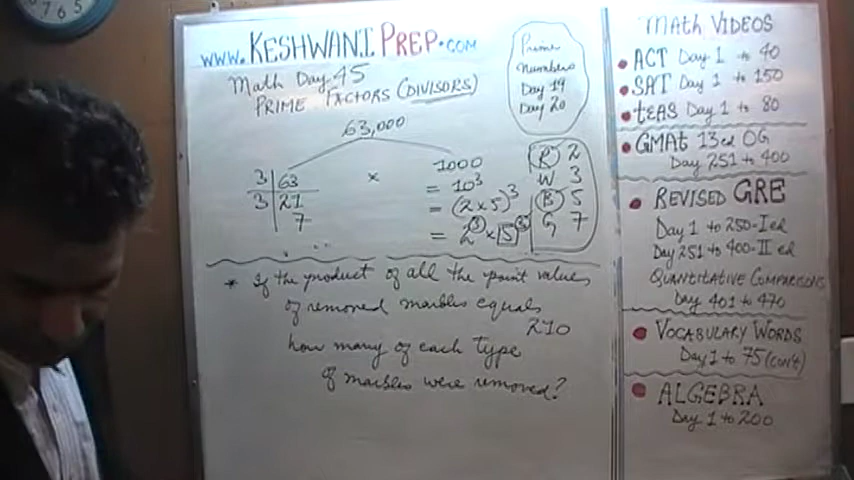 7 6 5
www.KESHWANIPREP.COM
Math Day 45
PRIME FACTORS (DIVISORS)
63,000
3 63 × 1000
3 21 = 10³
7 = (2 × 5)³
= 2³ × 5³
Prime
Numbers
Day 19
Day 20
R 2
W 3
B 5
G 7
* If the product of all the point values
of removed marbles equals
210
how many of each type
of marbles were removed?
Math VIDEOS
ACT Day 1 to 40
SAT Day 1 to 150
tEAS Day 1 to 80
GMAt 13ed OG
Day 251 to 400
REVISED GRE
Day 1 to 250-I ed
Day 251 to 400-II ed
QUANTITATIVE COMPARISONS
Day 401 to 470
VOCABULARY WORDS
Day 1 to 75 (con't)
ALGEBRA
Day 1 to 200